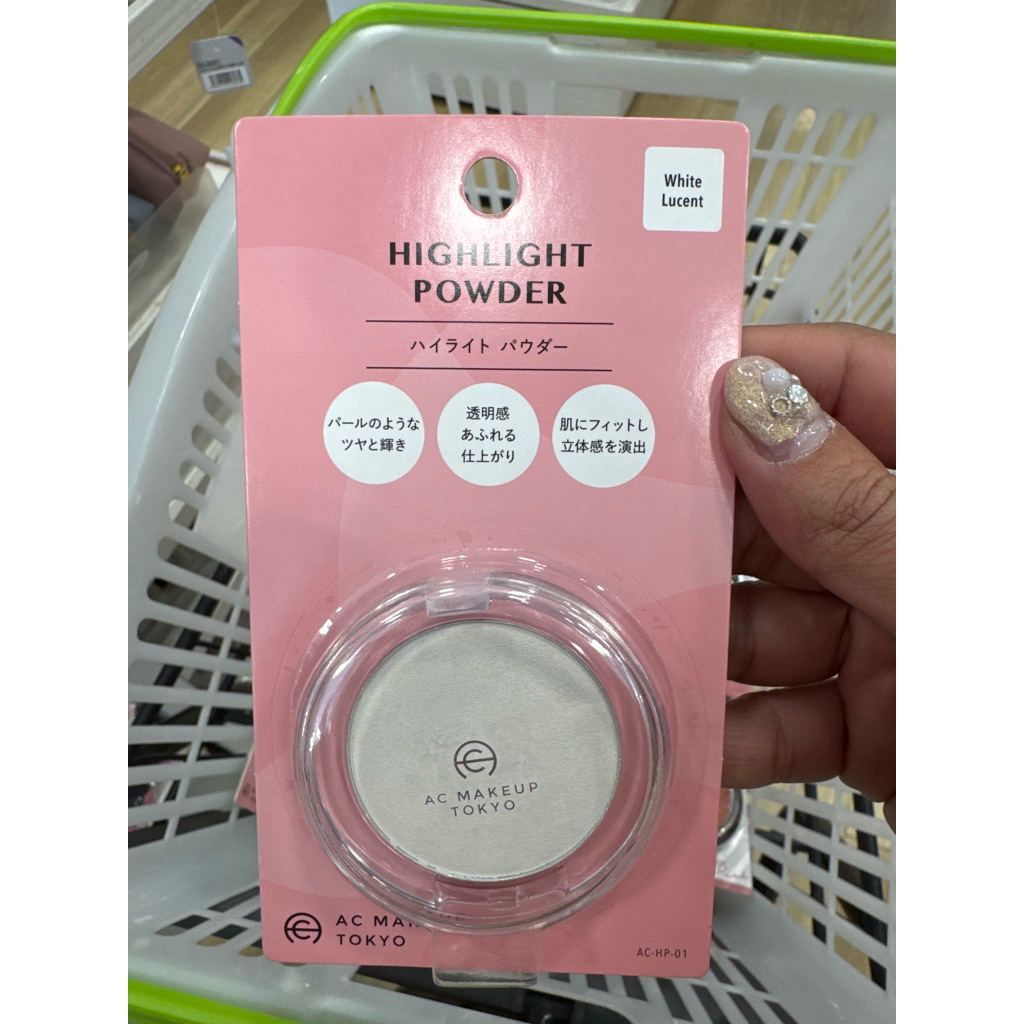 White
Lucent
HIGHLIGHT
POWDER
ハイライト パウダー
パールのような
ツヤと輝き
透明感
あふれる
仕上がり
肌にフィットし
立体感を演出
AC MAKEUP
TOKYO
AC MAKEUP
TOKYO
AC-HP-01